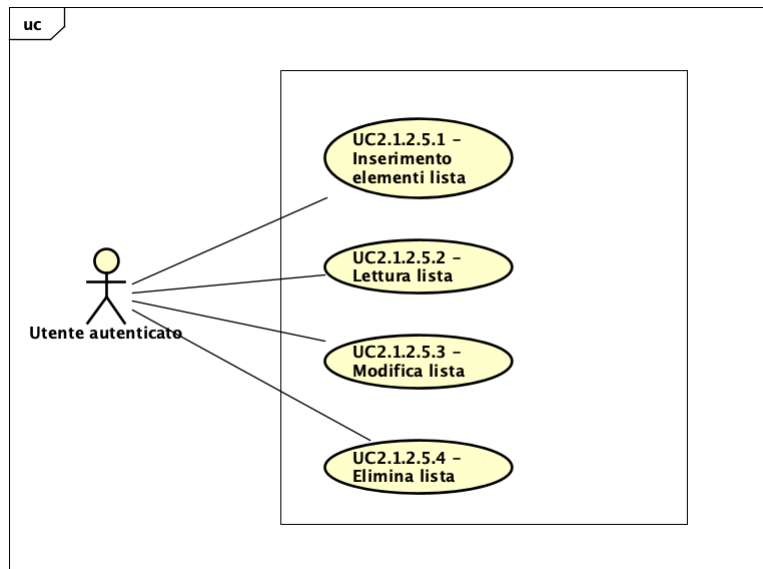 uc
UC2.1.2.5.1 –
Inserimento
elementi lista
UC2.1.2.5.2 –
Lettura lista
Utente autenticato
UC2.1.2.5.3 –
Modifica lista
UC2.1.2.5.4 –
Elimina lista